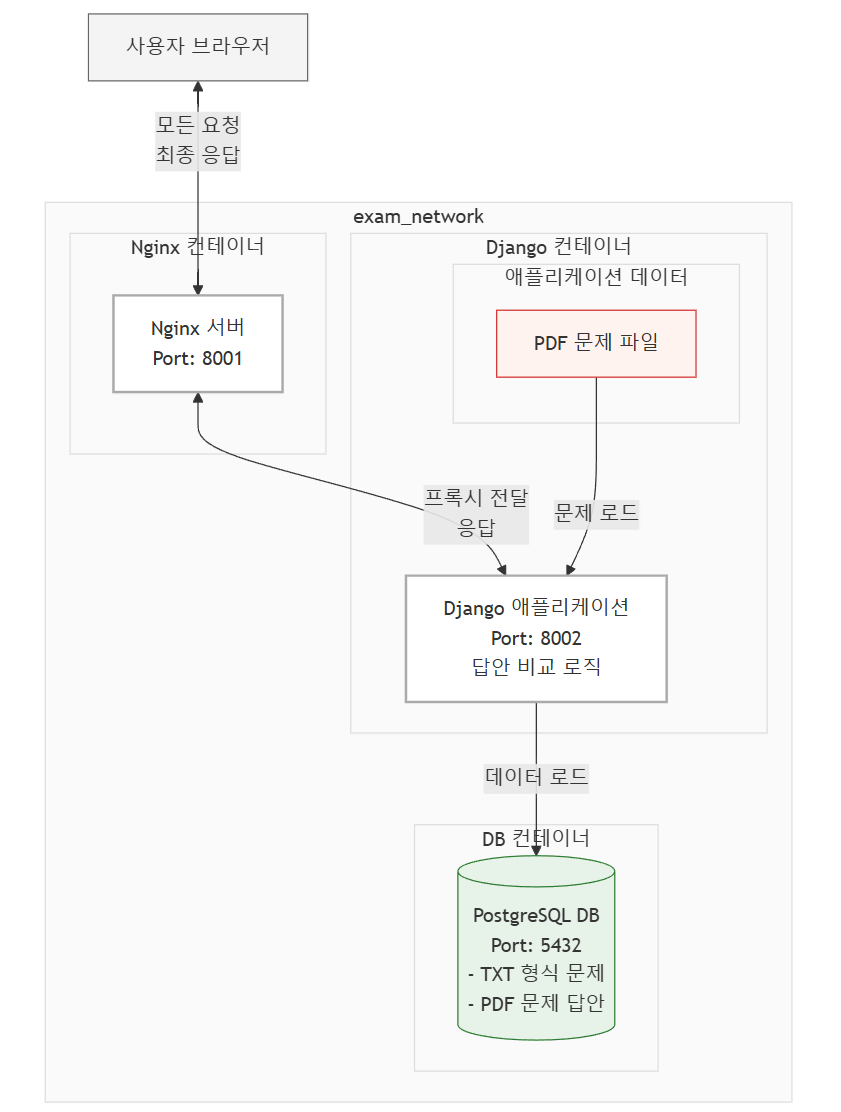 사용자 브라우저
모든 요청
최종 응답
exam_network
Nginx 컨테이너
Nginx 서버
Port: 8001
Django 컨테이너
애플리케이션 데이터
PDF 문제 파일
프록시 전달
응답
문제 로드
Django 애플리케이션
Port: 8002
답안 비교 로직
데이터 로드
DB 컨테이너
PostgreSQL DB
Port: 5432
- TXT 형식 문제
- PDF 문제 답안